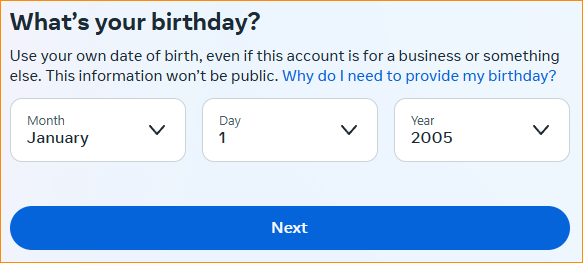 What’s your birthday?
Use your own date of birth, even if this account is for a business or something
else. This information won’t be public. Why do I need to provide my birthday?
Month
January
Day
1
Year
2005
Next